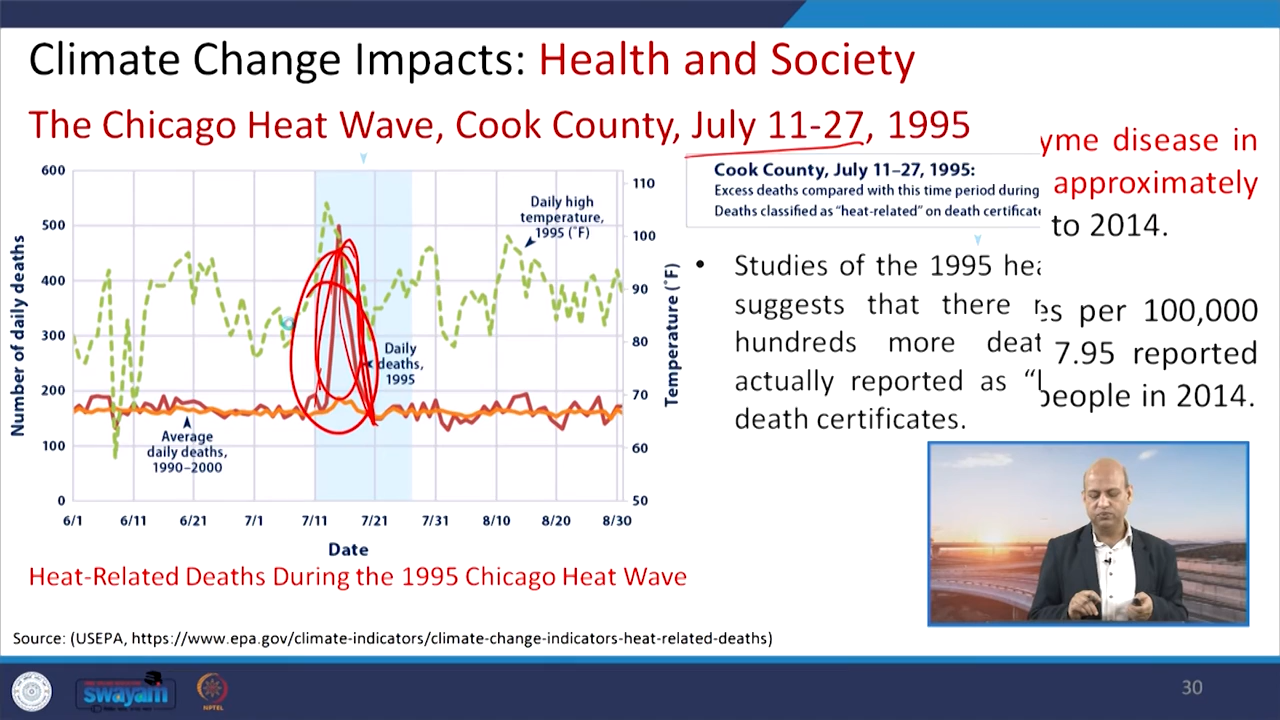 Climate Change Impacts: Health and Society
The Chicago Heat Wave, Cook County, July 11-27, 1995
Cook County, July 11–27, 1995:
Excess deaths compared with this time period during
Deaths classified as "heat-related" on death
yme disease in
approximately
to 2014.
es per 100,000
7.95 reported
people in 2014.
• Studies of the 1995
suggests that there
hundreds more
actually reported as
death certificates.
600
500
400
300
200
100
0
Number of daily deaths
110
100
90
80
70
60
50
Temperature (°F)
Daily high
temperature,
1995 (°F)
Daily
deaths,
1995
Average
daily deaths,
1990–2000
6/1 6/11 6/21 7/1 7/11 7/21 7/31 8/10 8/20 8/30
Date
Heat-Related Deaths During the 1995 Chicago Heat Wave
Source: (USEPA, https://www.epa.gov/climate-indicators/climate-change-indicators-heat-related-deaths)
swayam
NPTEL
30